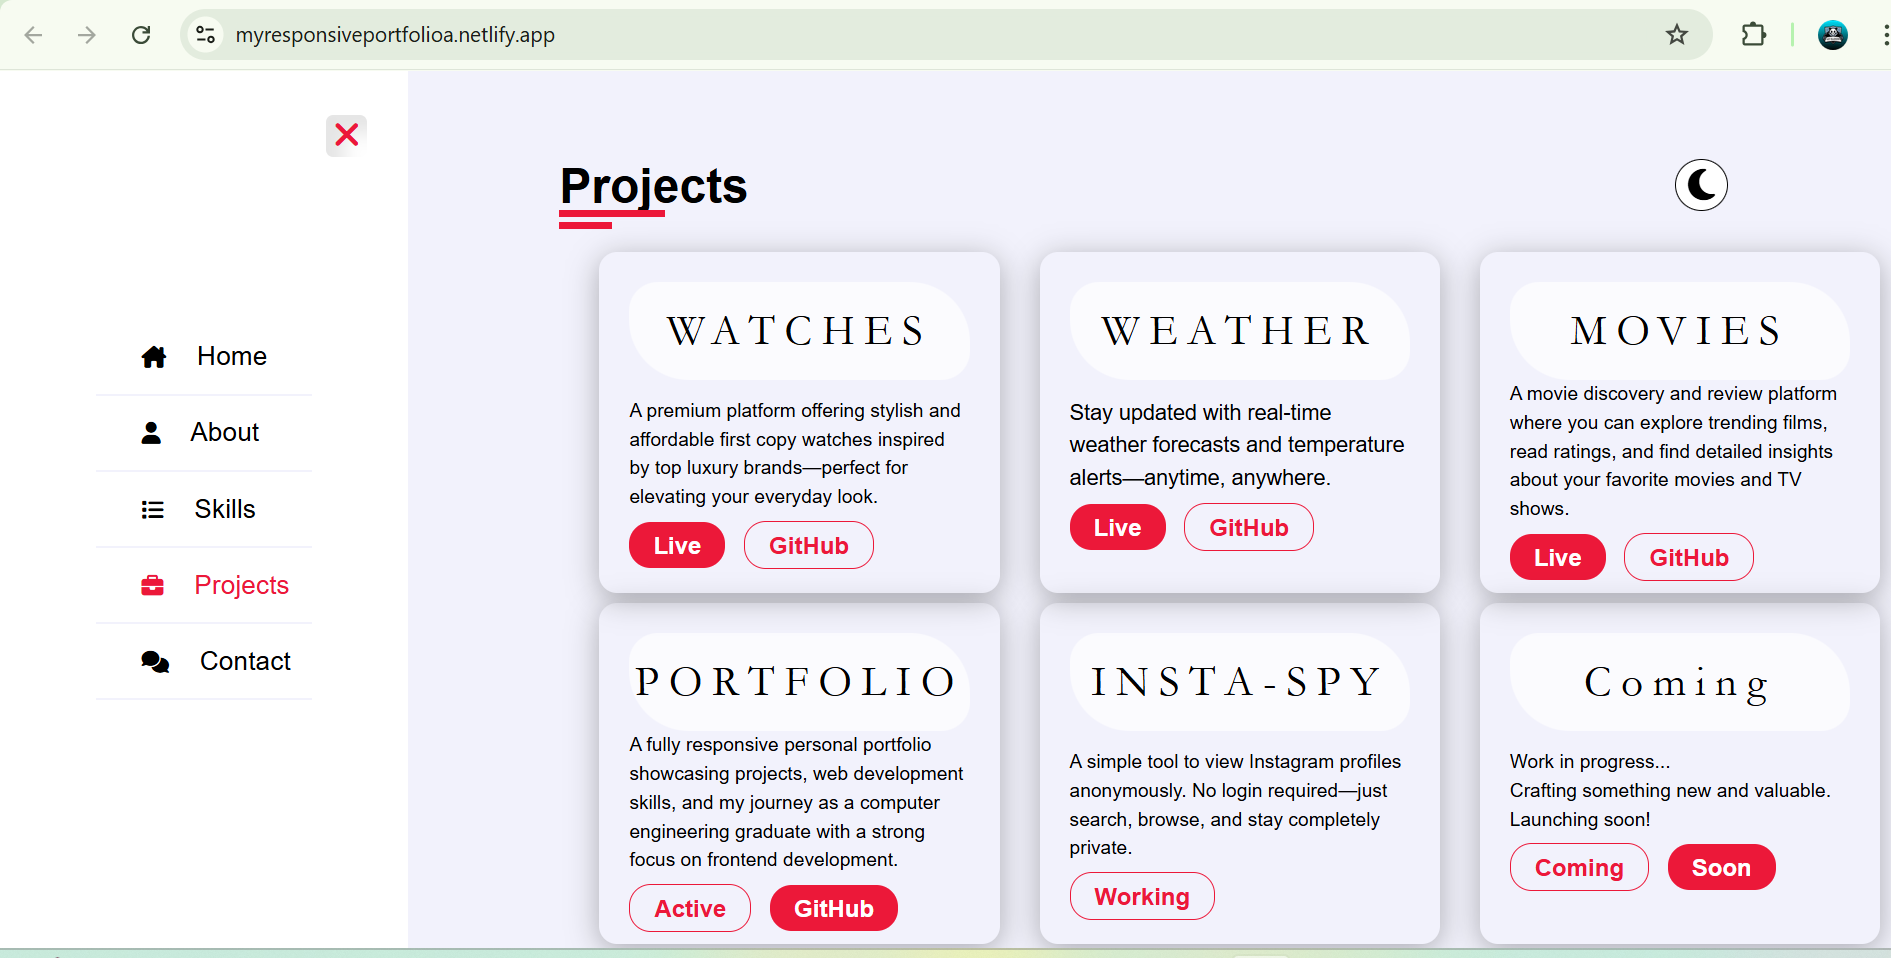 myresponsiveportfolioa.netlify.app
Home
About
Skills
Projects
Contact
Projects
WATCHES
A premium platform offering stylish and
affordable first copy watches inspired
by top luxury brands—perfect for
elevating your everyday look.
Live GitHub
WEATHER
Stay updated with real-time
weather forecasts and temperature
alerts—anytime, anywhere.
Live GitHub
MOVIES
A movie discovery and review platform
where you can explore trending films,
read ratings, and find detailed insights
about your favorite movies and TV
shows.
Live GitHub
PORTFOLIO
A fully responsive personal portfolio
showcasing projects, web development
skills, and my journey as a computer
engineering graduate with a strong
focus on frontend development.
Active GitHub
INSTA-SPY
A simple tool to view Instagram profiles
anonymously. No login required—just
search, browse, and stay completely
private.
Working
Coming
Work in progress...
Crafting something new and valuable.
Launching soon!
Coming Soon